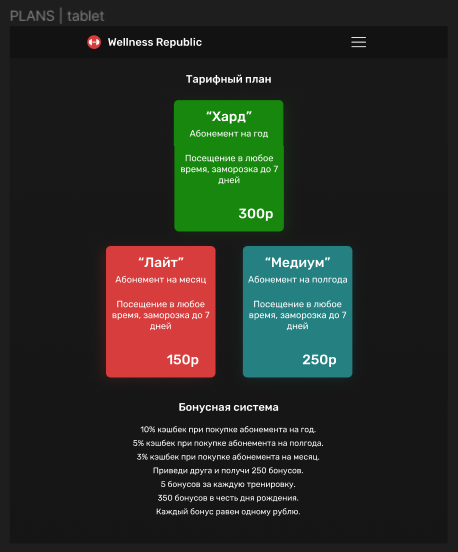 PLANS | tablet
Wellness Republic
Тарифный план
“Хард”
Абонемент на год
Посещение в любое
время, заморозка до 7
дней
300р
“Лайт”
Абонемент на месяц
Посещение в любое
время, заморозка до 7
дней
150р
“Медиум”
Абонемент на полгода
Посещение в любое
время, заморозка до 7
дней
250р
Бонусная система
10% кэшбек при покупке абонемента на год.
5% кэшбек при покупке абонемента на полгода.
3% кэшбек при покупке абонемента на месяц.
Приведи друга и получи 250 бонусов.
5 бонусов за каждую тренировку.
350 бонусов в честь дня рождения.
Каждый бонус равен одному рублю.